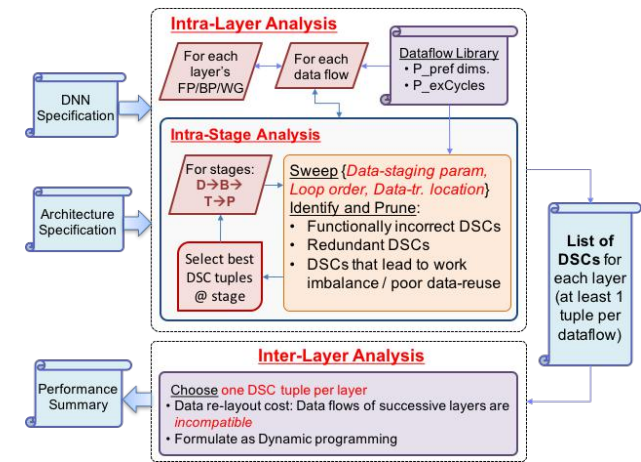 Intra-Layer Analysis
For each
layer's
FP/BP/WG
For each
data flow
Dataflow Library
• P_pref dims.
• P_exCycles
DNN
Specification
Intra-Stage Analysis
For stages:
D→B→
T→P
Sweep {Data-staging param,
Loop order, Data-tr. location}
Identify and Prune:
• Functionally incorrect DSCs
• Redundant DSCs
• DSCs that lead to work
imbalance / poor data-reuse
Select best
DSC tuples
@ stage
Architecture
Specification
List of
DSCs for
each layer
(at least 1
tuple per
dataflow)
Inter-Layer Analysis
Choose one DSC tuple per layer
• Data re-layout cost: Data flows of successive layers are
incompatible
• Formulate as Dynamic programming
Performance
Summary